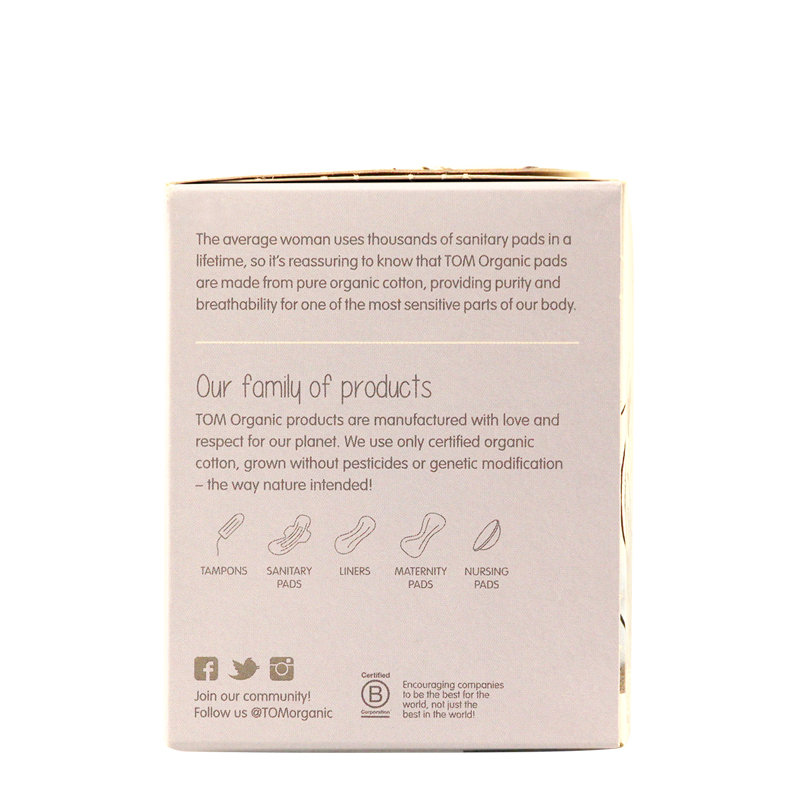 The average woman uses thousands of sanitary pads in a
lifetime, so it's reassuring to know that TOM Organic pads
are made from pure organic cotton, providing purity and
breathability for one of the most sensitive parts of our body.
Our family of products
TOM Organic products are manufactured with love and
respect for our planet. We use only certified organic
cotton, grown without pesticides or genetic modification
– the way nature intended!
TAMPONS
SANITARY
PADS
LINERS
MATERNITY
PADS
NURSING
PADS
Join our community!
Follow us @TOMorganic
Certified
B
Corporation
Encouraging companies
to be the best for the
world, not just the
best in the world!